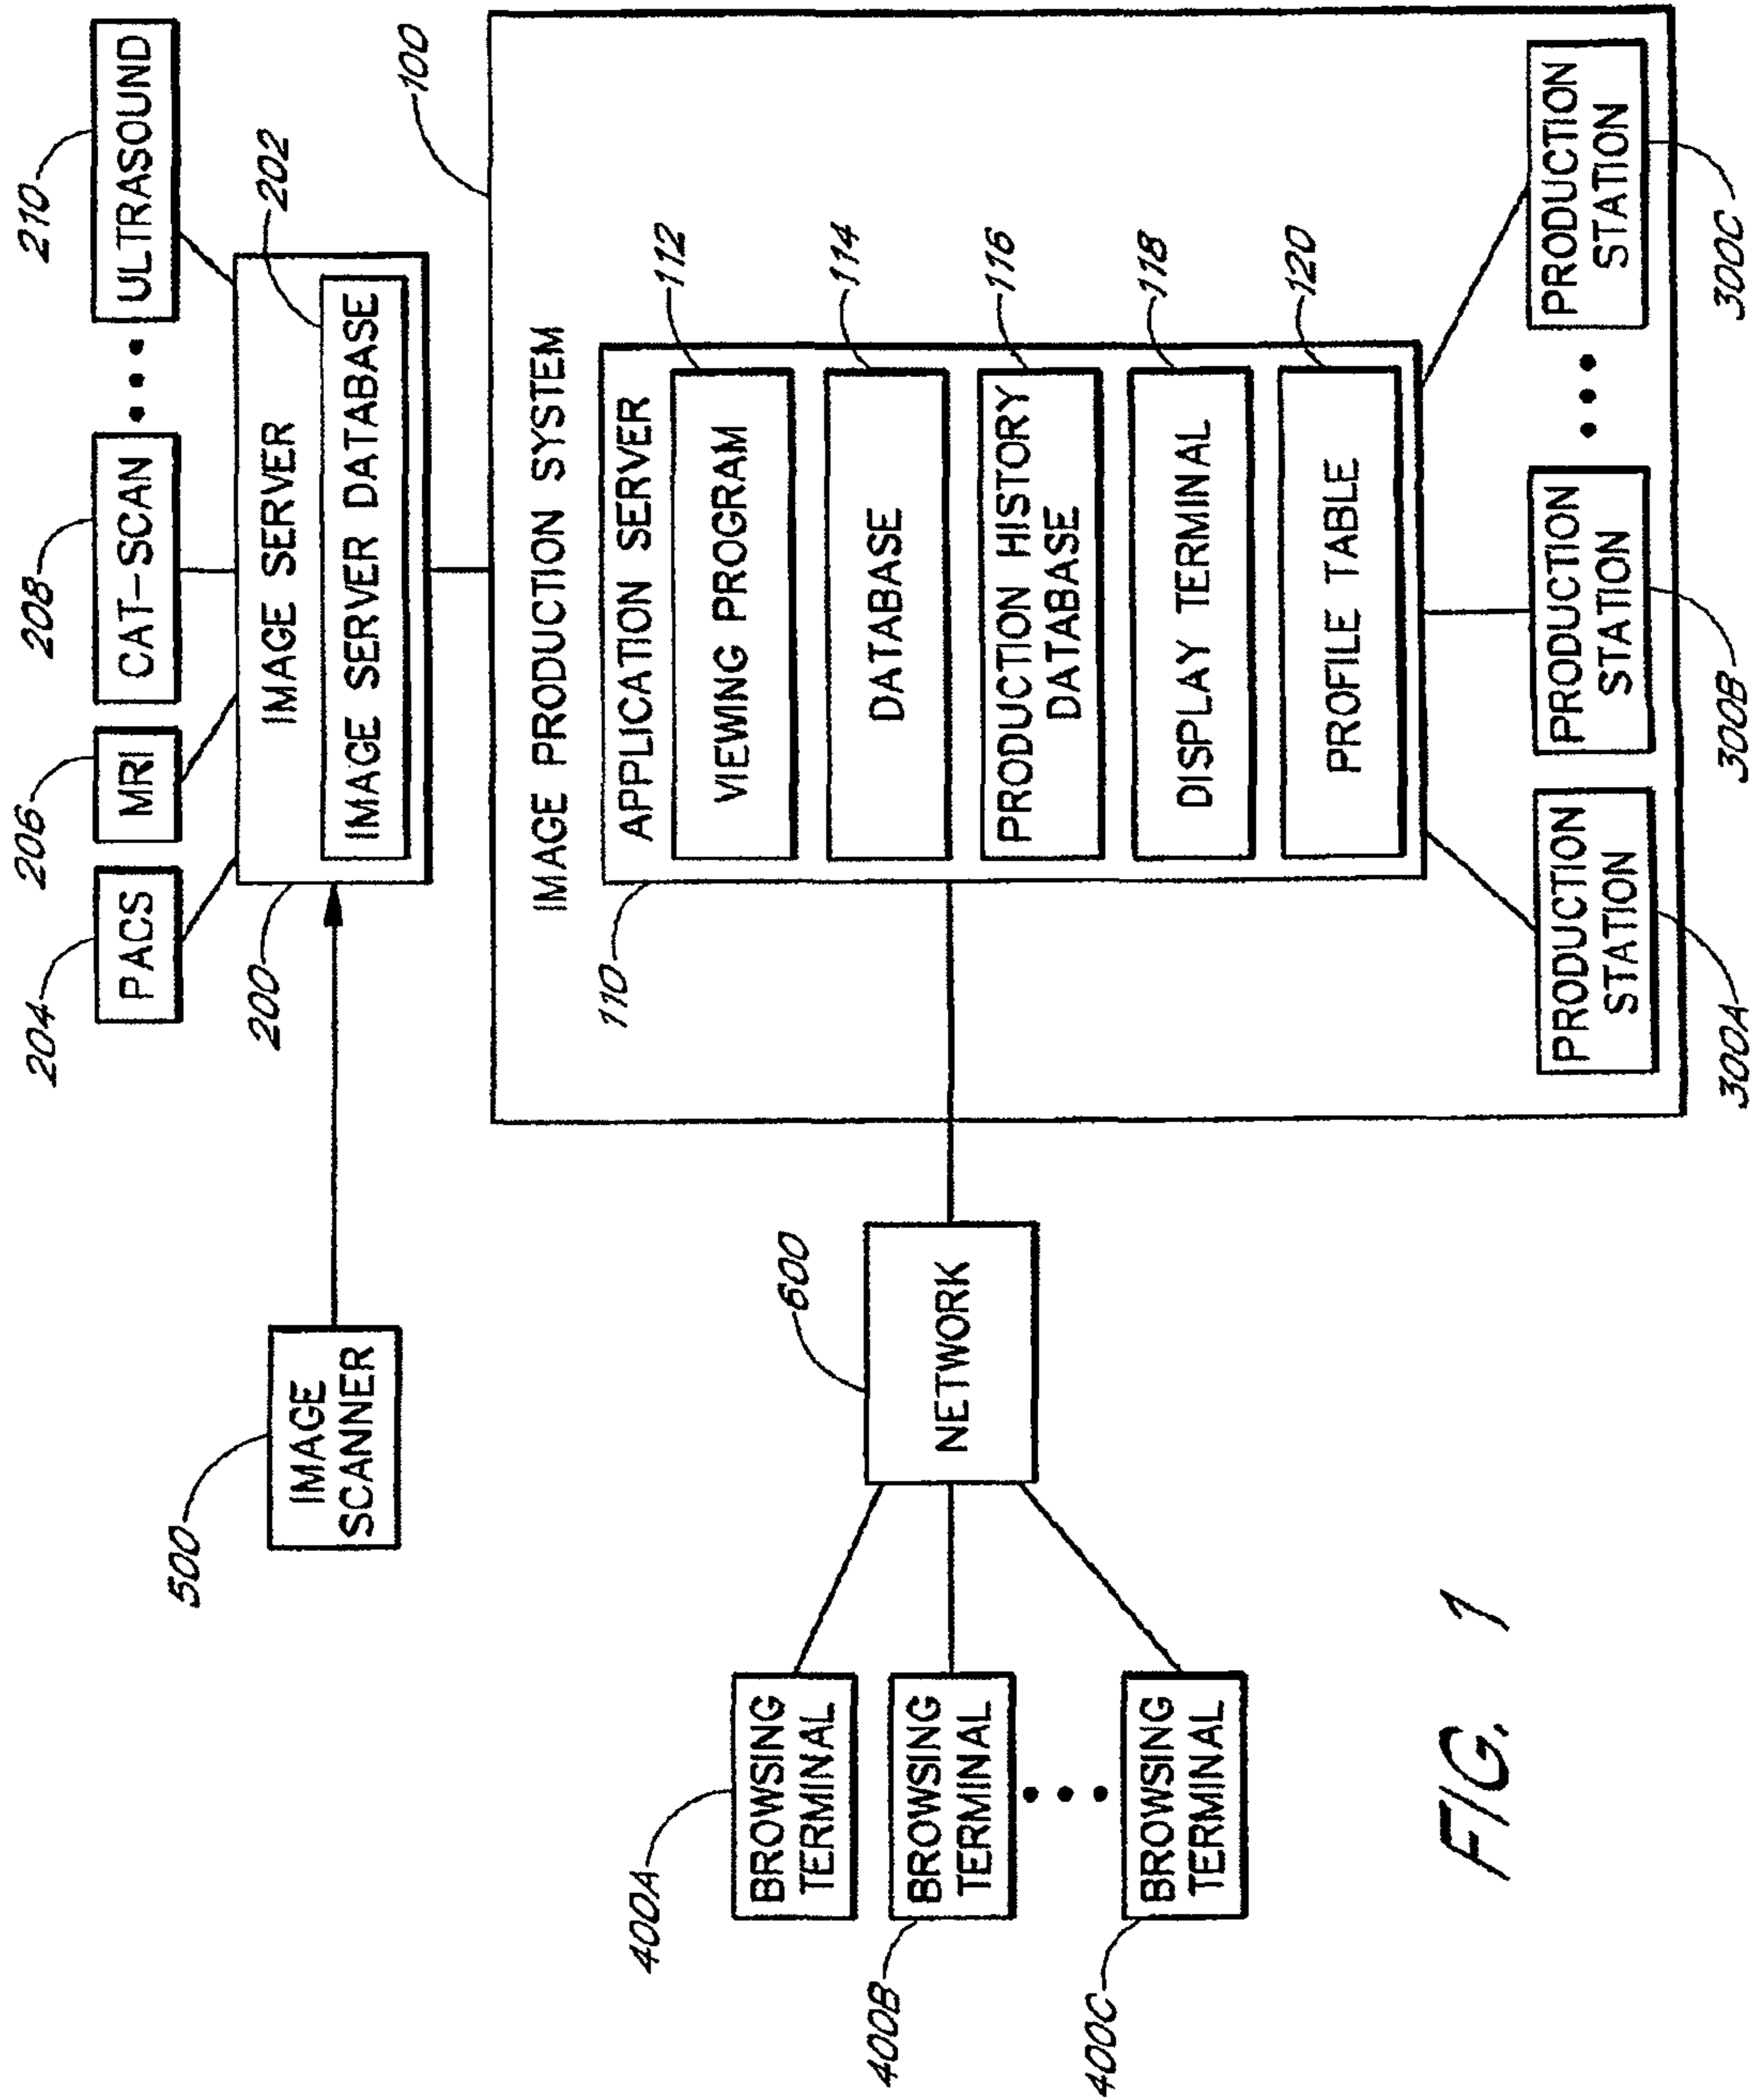 204
PACS
206
MRI
208
CAT-SCAN
210
ULTRASOUND
500
IMAGE
SCANNER
200
IMAGE SERVER
202
IMAGE SERVER DATABASE
100
IMAGE PRODUCTION SYSTEM
110
APPLICATION SERVER
112
VIEWING PROGRAM
114
DATABASE
116
PRODUCTION HISTORY
DATABASE
118
DISPLAY TERMINAL
120
PROFILE TABLE
600
NETWORK
400A
BROWSING
TERMINAL
400B
BROWSING
TERMINAL
400C
BROWSING
TERMINAL
PRODUCTION
STATION
300A
PRODUCTION
STATION
300B
PRODUCTION
STATION
300C
FIG. 1